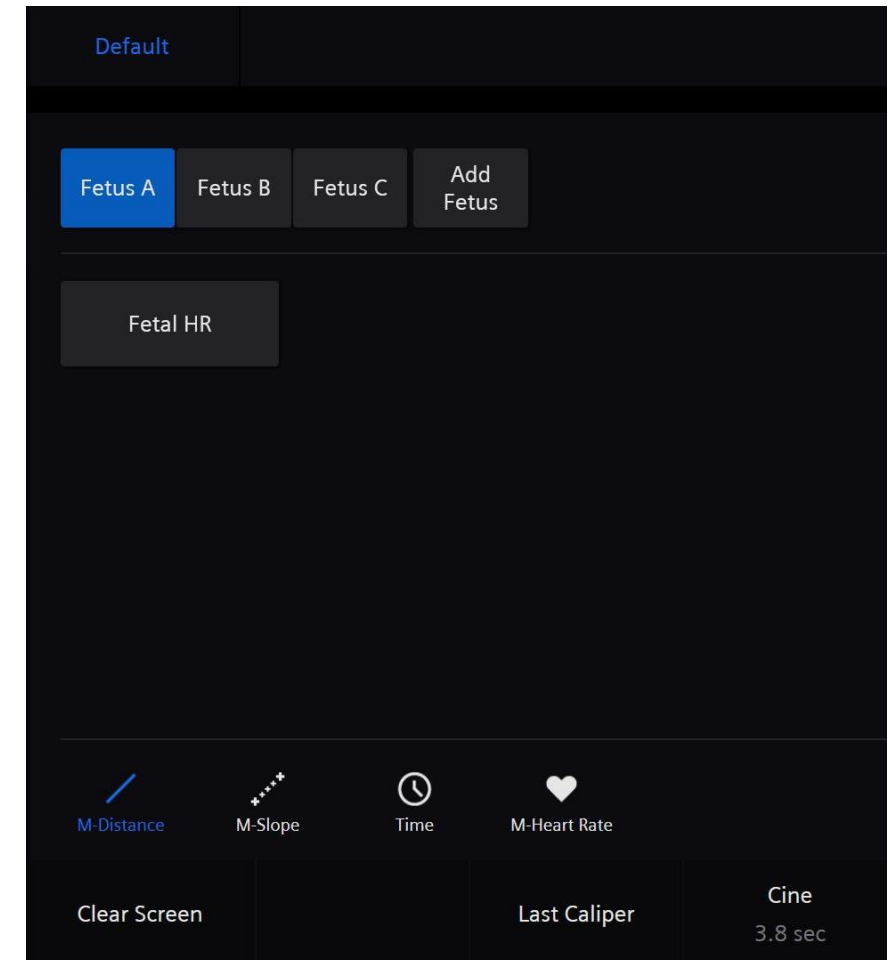 Default
Fetus A
Fetus B
Fetus C
Add
Fetus
Fetal HR
M-Distance
M-Slope
Time
M-Heart Rate
Clear Screen
Last Caliper
Cine
3.8 sec